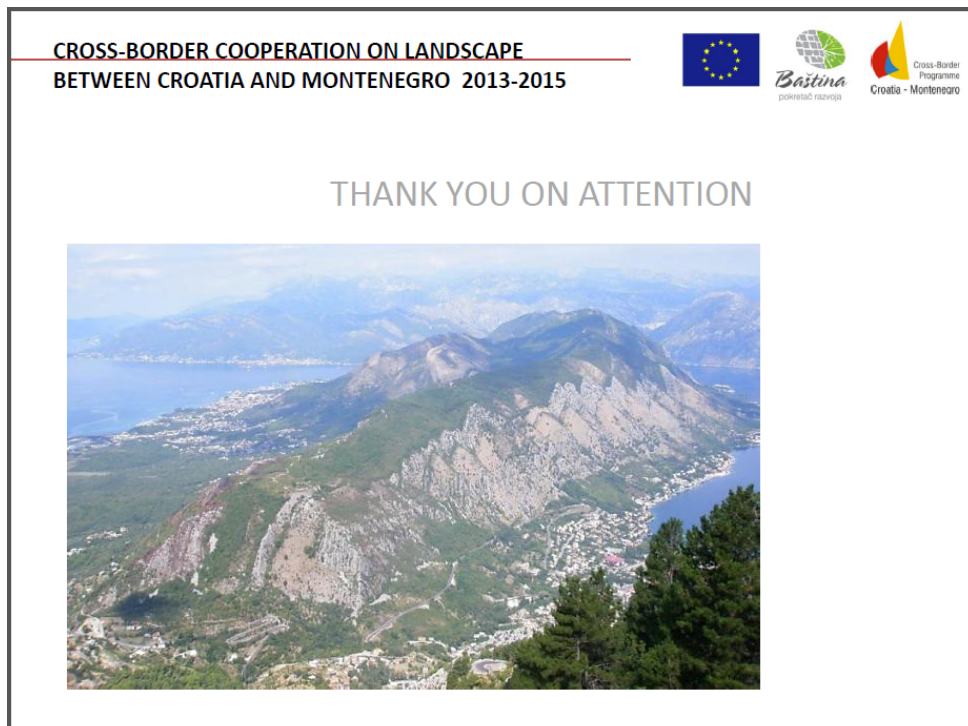 CROSS-BORDER COOPERATION ON LANDSCAPE
BETWEEN CROATIA AND MONTENEGRO 2013-2015
Baština
pokretač razvoja
Cross-Border
Programme
Croatia - Montenegro
THANK YOU ON ATTENTION